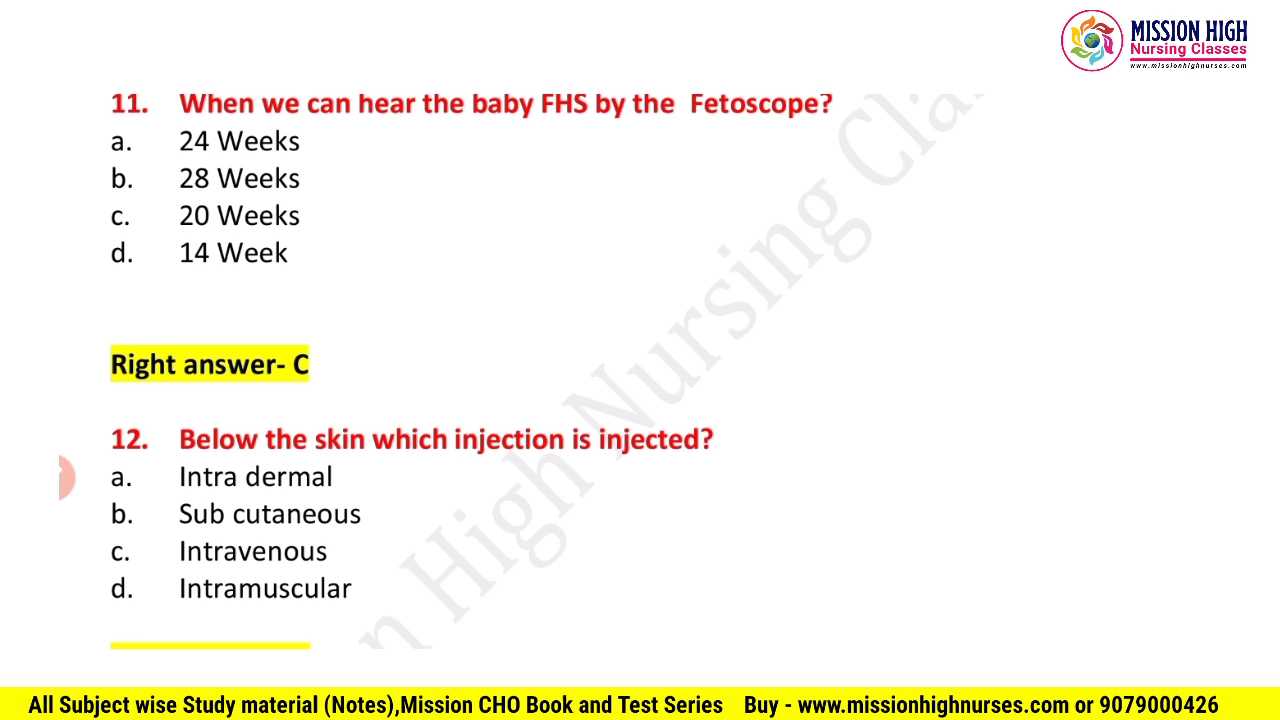 MISSION HIGH
Nursing Classes
www.missionhighnurses.com
11. When we can hear the baby FHS by the Fetoscope?
a. 24 Weeks
b. 28 Weeks
c. 20 Weeks
d. 14 Week
Right answer- C
12. Below the skin which injection is injected?
a. Intra dermal
b. Sub cutaneous
c. Intravenous
d. Intramuscular
n High Nursing Clas
All Subject wise Study material (Notes),Mission CHO Book and Test Series Buy - www.missionhighnurses.com or 9079000426